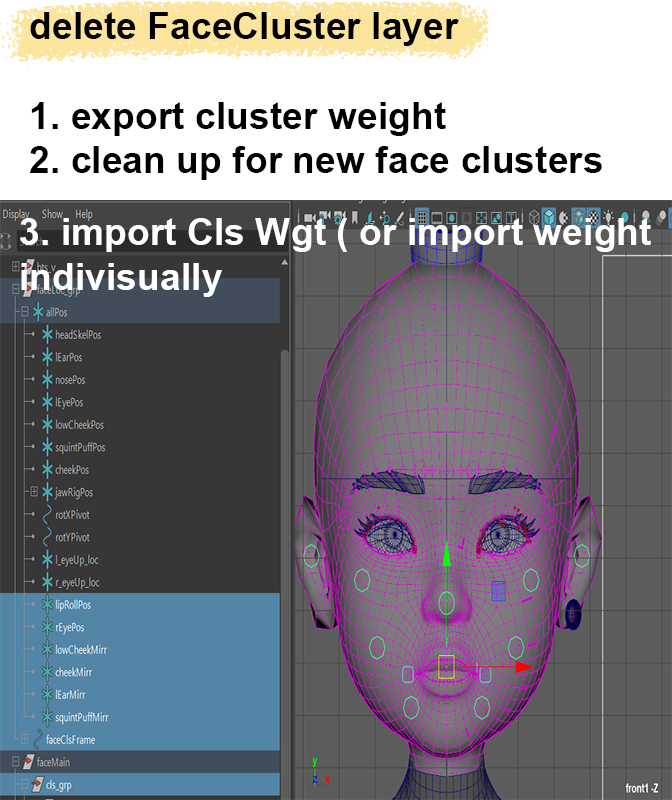 delete FaceCluster layer
1. export cluster weight
2. clean up for new face clusters
Display Show Help
3. import Cls Wgt ( or import weight
indivisually
faceLoc_grp
allPos
headSkelPos
lEarPos
nosePos
lEyePos
lowCheekPos
squintPuffPos
cheekPos
jawRigPos
rotXPivot
rotYPivot
l_eyeUp_loc
r_eyeUp_loc
lipRollPos
rEyePos
lowCheekMirr
cheekMirr
lEarMirr
squintPuffMirr
faceClsFrame
faceMain
cls_grp
y
z x
front1 -Z